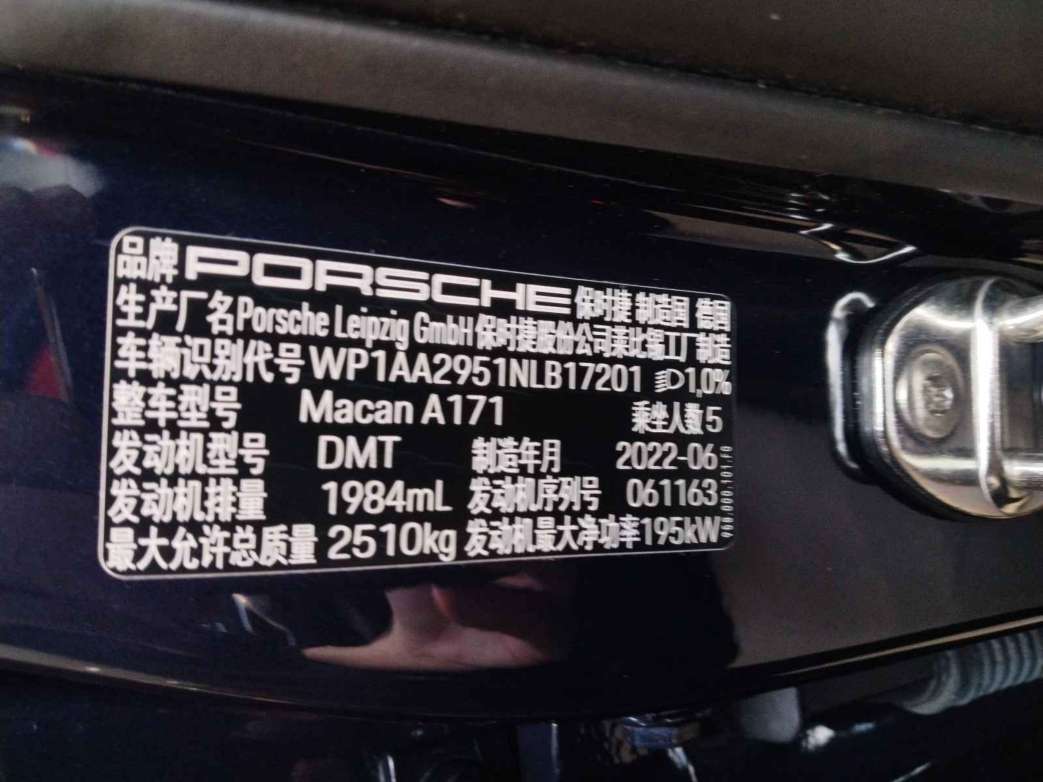 品牌 PORSCHE 保时捷 制造国 德国
生产厂名Porsche Leipzig GmbH 保时捷股份公司莱比锡工厂制造
车辆识别代号 WP1AA2951NLB17201 1,0%
整车型号 Macan A171 乘坐人数 5
发动机型号 DMT 制造年月 2022-06
发动机排量 1984mL 发动机序列号 061163
最大允许总质量 2510kg 发动机最大净功率 195kW